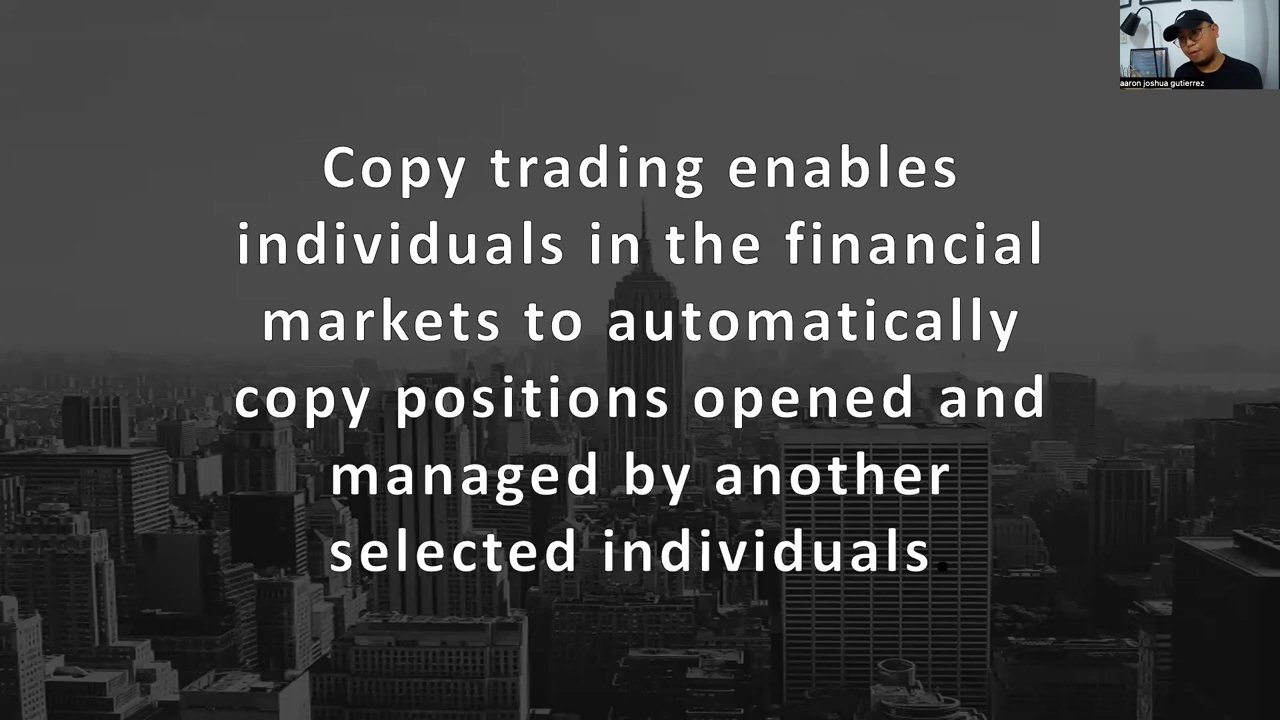 aaron joshua gutierrez
Copy trading enables
individuals in the financial
markets to automatically
copy positions opened and
managed by another
selected individuals.